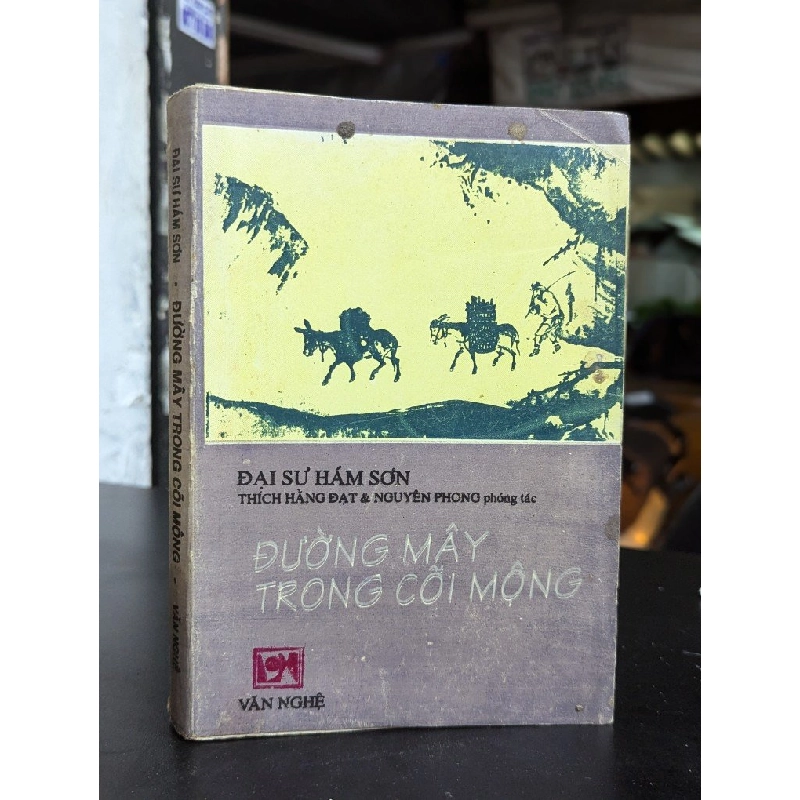 ĐẠI SƯ HÁM SƠN
THÍCH HẰNG ĐẠT & NGUYÊN PHONG phóng tác
ĐƯỜNG MÂY
TRONG CÕI MỘNG
VĂN NGHỆ
ĐẠI SƯ HÁM SƠN • ĐƯỜNG MÂY TRONG CÕI MỘNG • VĂN NGHỆ